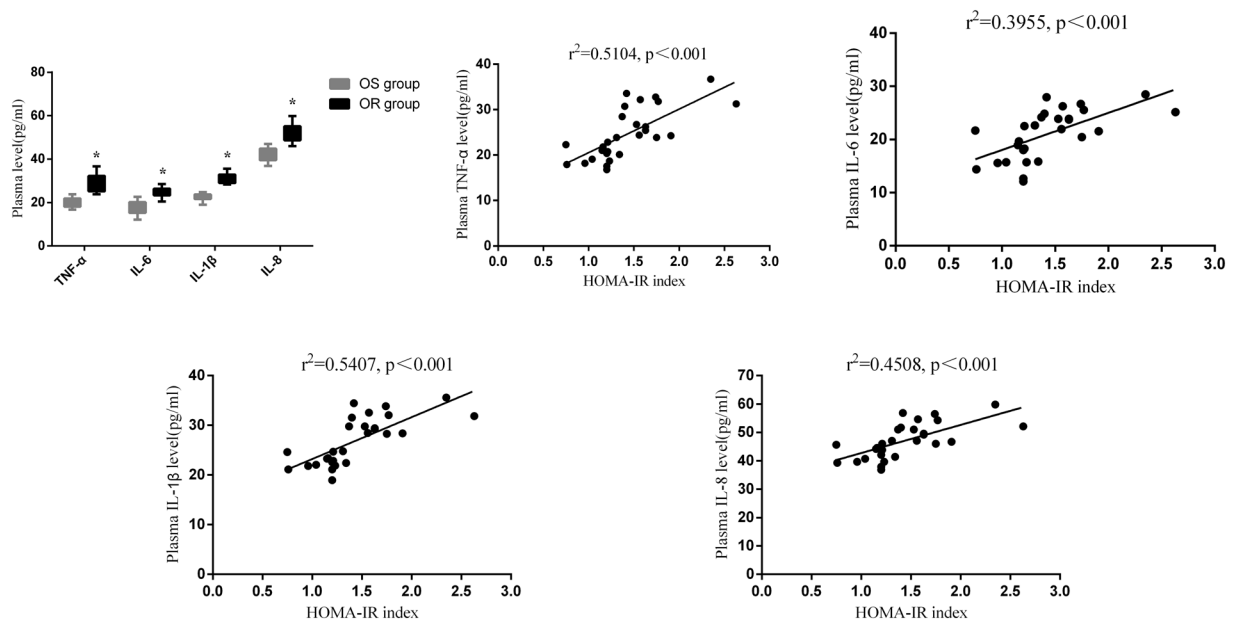 Plasma level(pg/ml)
80
60
40
20
0
*
*
*
*
TNF-α
IL-6
IL-1β
IL-8
OS group
OR group
r²=0.5104, p<0.001
Plasma TNF-α level(pg/ml)
40
30
20
10
0
0.0 0.5 1.0 1.5 2.0 2.5 3.0
HOMA-IR index
r²=0.3955, p<0.001
Plasma IL-6 level(pg/ml)
40
30
20
10
0
0.0 0.5 1.0 1.5 2.0 2.5 3.0
HOMA-IR index
r²=0.5407, p<0.001
Plasma IL-1β level(pg/ml)
40
30
20
10
0
0.0 0.5 1.0 1.5 2.0 2.5 3.0
HOMA-IR index
r²=0.4508, p<0.001
Plasma IL-8 level(pg/ml)
70
60
50
40
30
20
10
0
0.0 0.5 1.0 1.5 2.0 2.5 3.0
HOMA-IR index